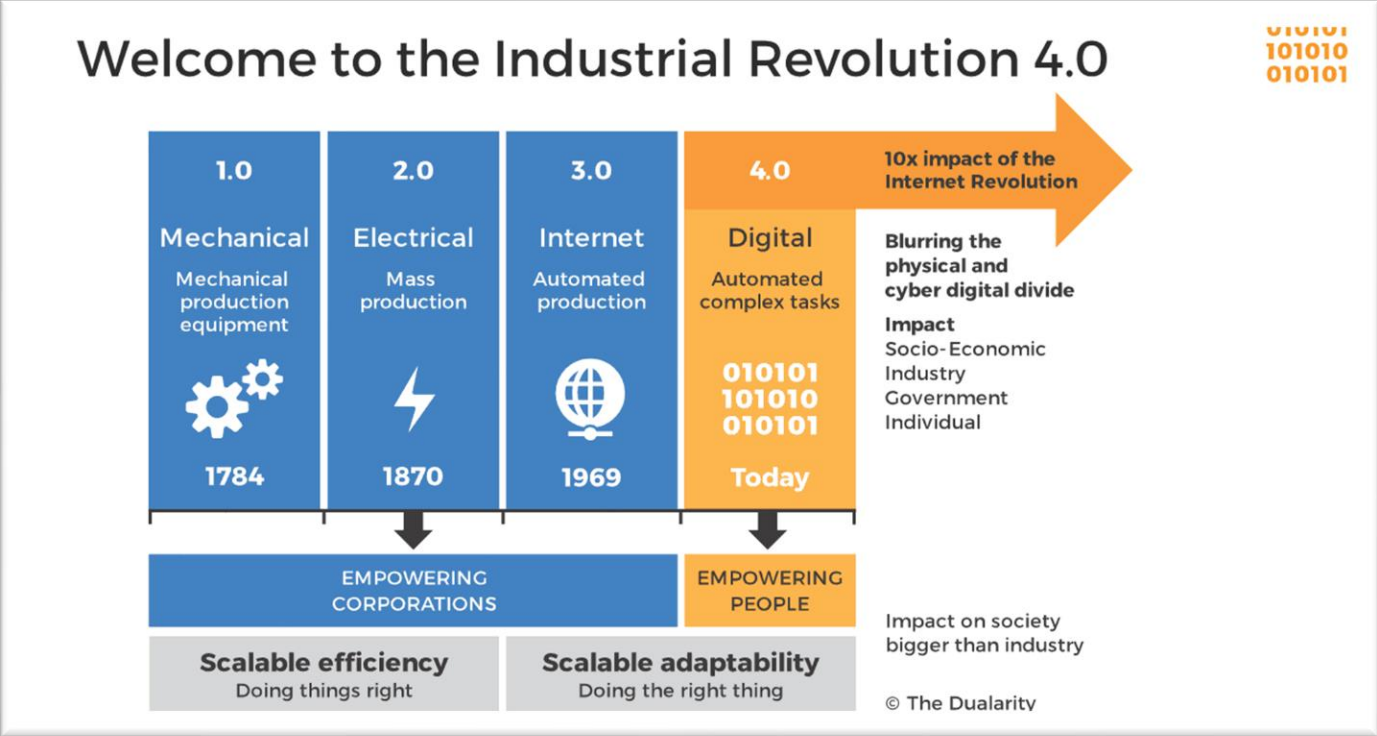 Welcome to the Industrial Revolution 4.0
010101
101010
010101
1.0
Mechanical
Mechanical
production
equipment
1784
2.0
Electrical
Mass
production
1870
3.0
Internet
Automated
production
1969
4.0
Digital
Automated
complex tasks
010101
101010
010101
Today
10x impact of the
Internet Revolution
Blurring the
physical and
cyber digital divide
Impact
Socio-Economic
Industry
Government
Individual
EMPOWERING
CORPORATIONS
EMPOWERING
PEOPLE
Impact on society
bigger than industry
Scalable efficiency
Doing things right
Scalable adaptability
Doing the right thing
© The Dualarity